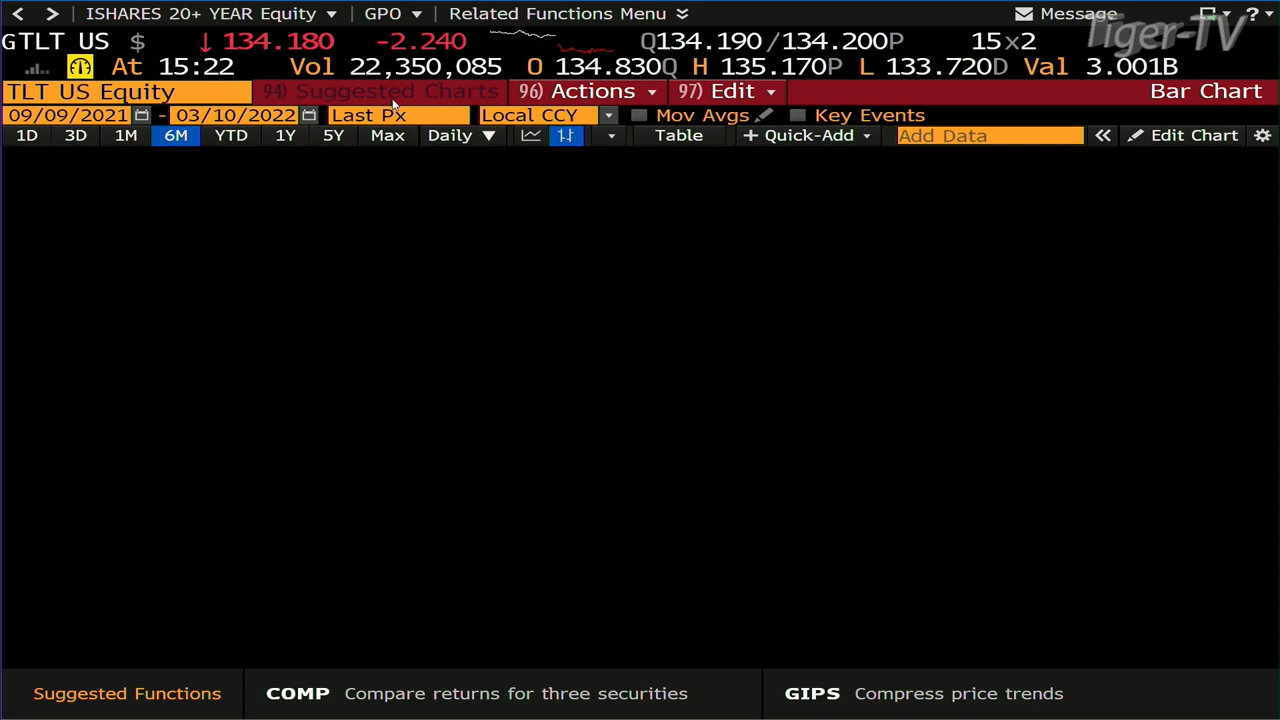 ISHARES 20+ YEAR Equity GPO Related Functions Menu Message ?
GTLT US $ ↓134.180 -2.240 Q134.190/134.200P 15x2
Tiger-TV
At 15:22 Vol 22,350,085 O 134.830Q H 135.170P L 133.720D Val 3.001B
TLT US Equity 94) Suggested Charts 96) Actions 97) Edit Bar Chart
09/09/2021 - 03/10/2022 Last Px Local CCY Mov Avgs Key Events
1D 3D 1M 6M YTD 1Y 5Y Max Daily ▼ Table + Quick-Add Add Data « Edit Chart
Suggested Functions COMP Compare returns for three securities GIPS Compress price trends